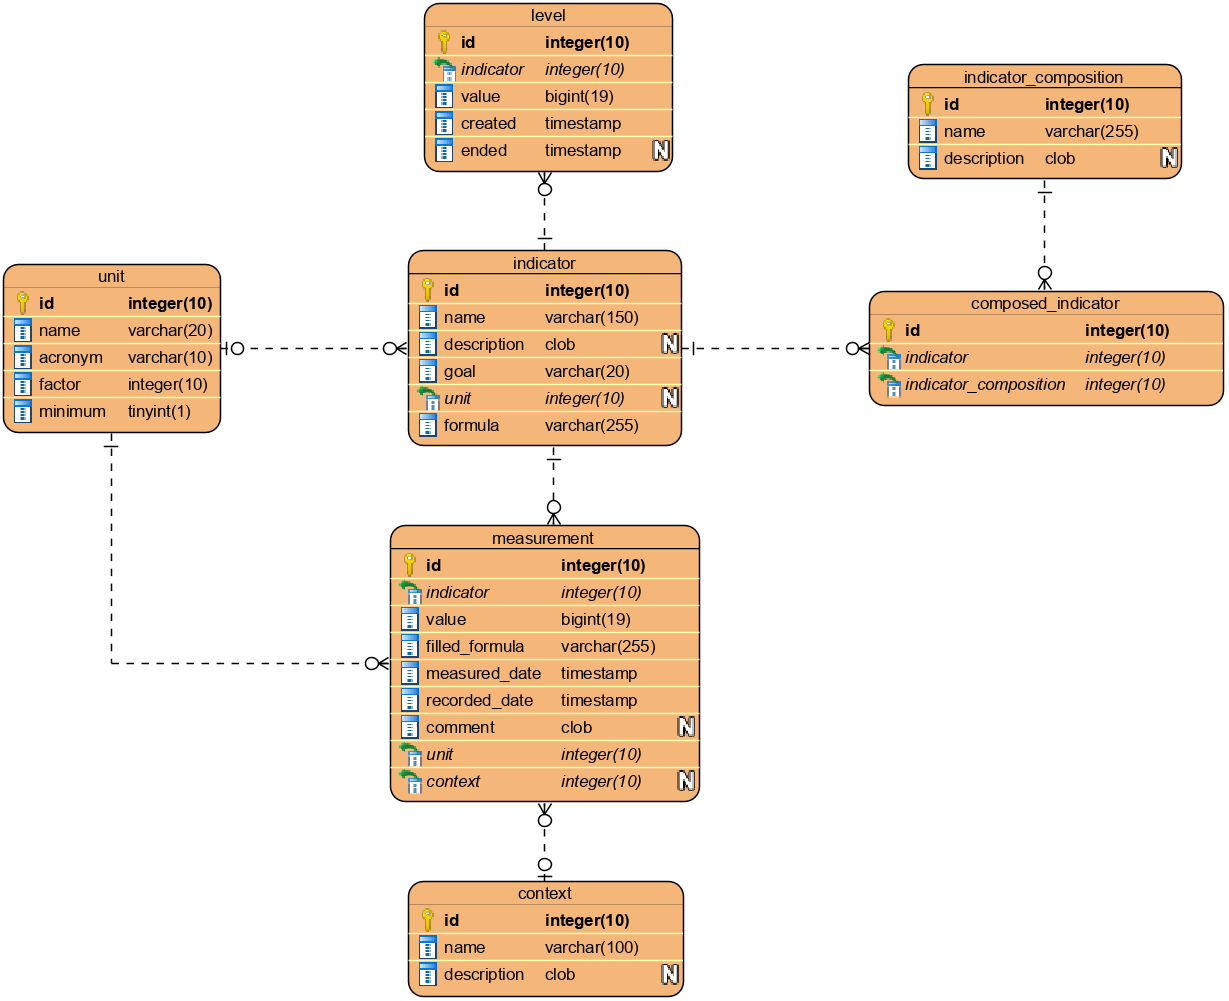 level
id integer(10)
indicator integer(10)
value bigint(19)
created timestamp
ended timestamp N
indicator_composition
id integer(10)
name varchar(255)
description clob N
unit
id integer(10)
name varchar(20)
acronym varchar(10)
factor integer(10)
minimum tinyint(1)
indicator
id integer(10)
name varchar(150)
description clob N
goal varchar(20)
unit integer(10) N
formula varchar(255)
composed_indicator
id integer(10)
indicator integer(10)
indicator_composition integer(10)
measurement
id integer(10)
indicator integer(10)
value bigint(19)
filled_formula varchar(255)
measured_date timestamp
recorded_date timestamp
comment clob N
unit integer(10)
context integer(10) N
context
id integer(10)
name varchar(100)
description clob N